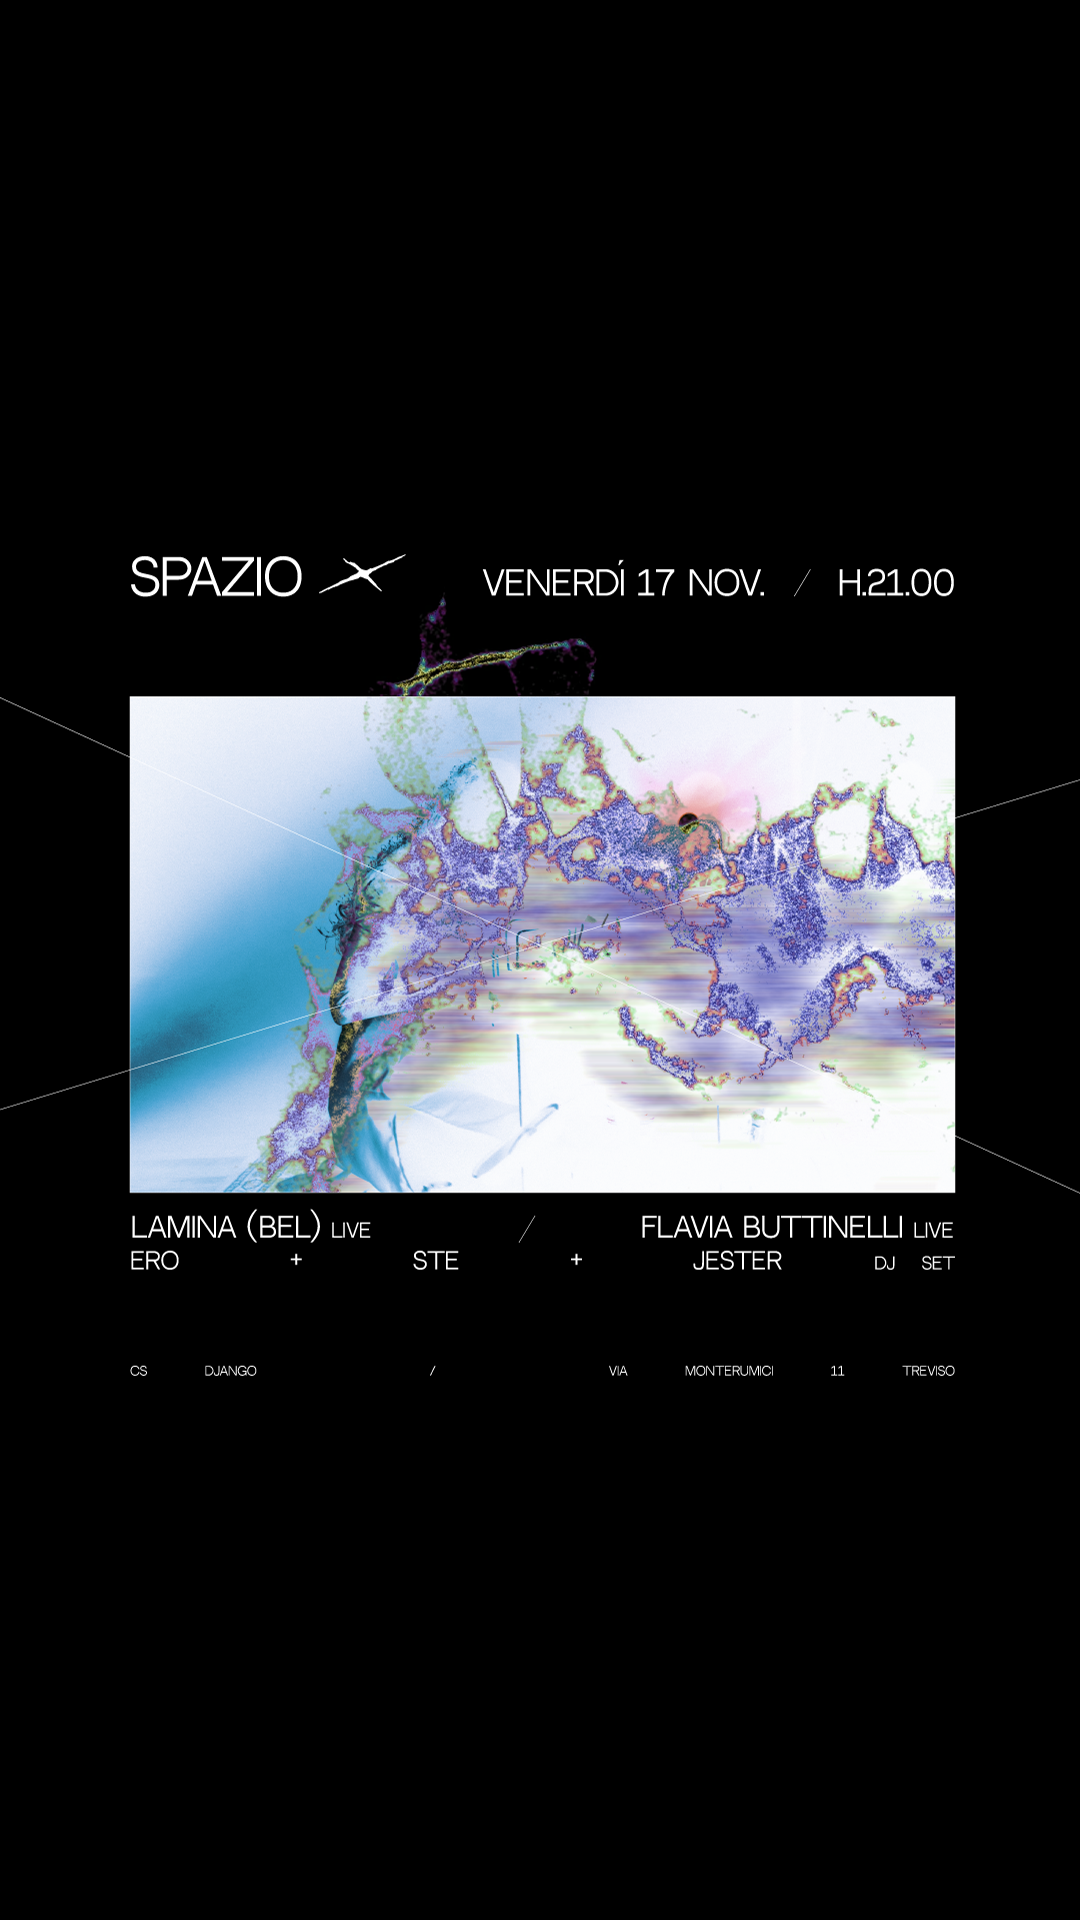 SPAZIO X VENERDÍ 17 NOV. / H.21.00
LAMINA (BEL) LIVE / FLAVIA BUTTINELLI LIVE
ERO + STE + JESTER DJ SET
CS DJANGO / VIA MONTERUMICI 11 TREVISO